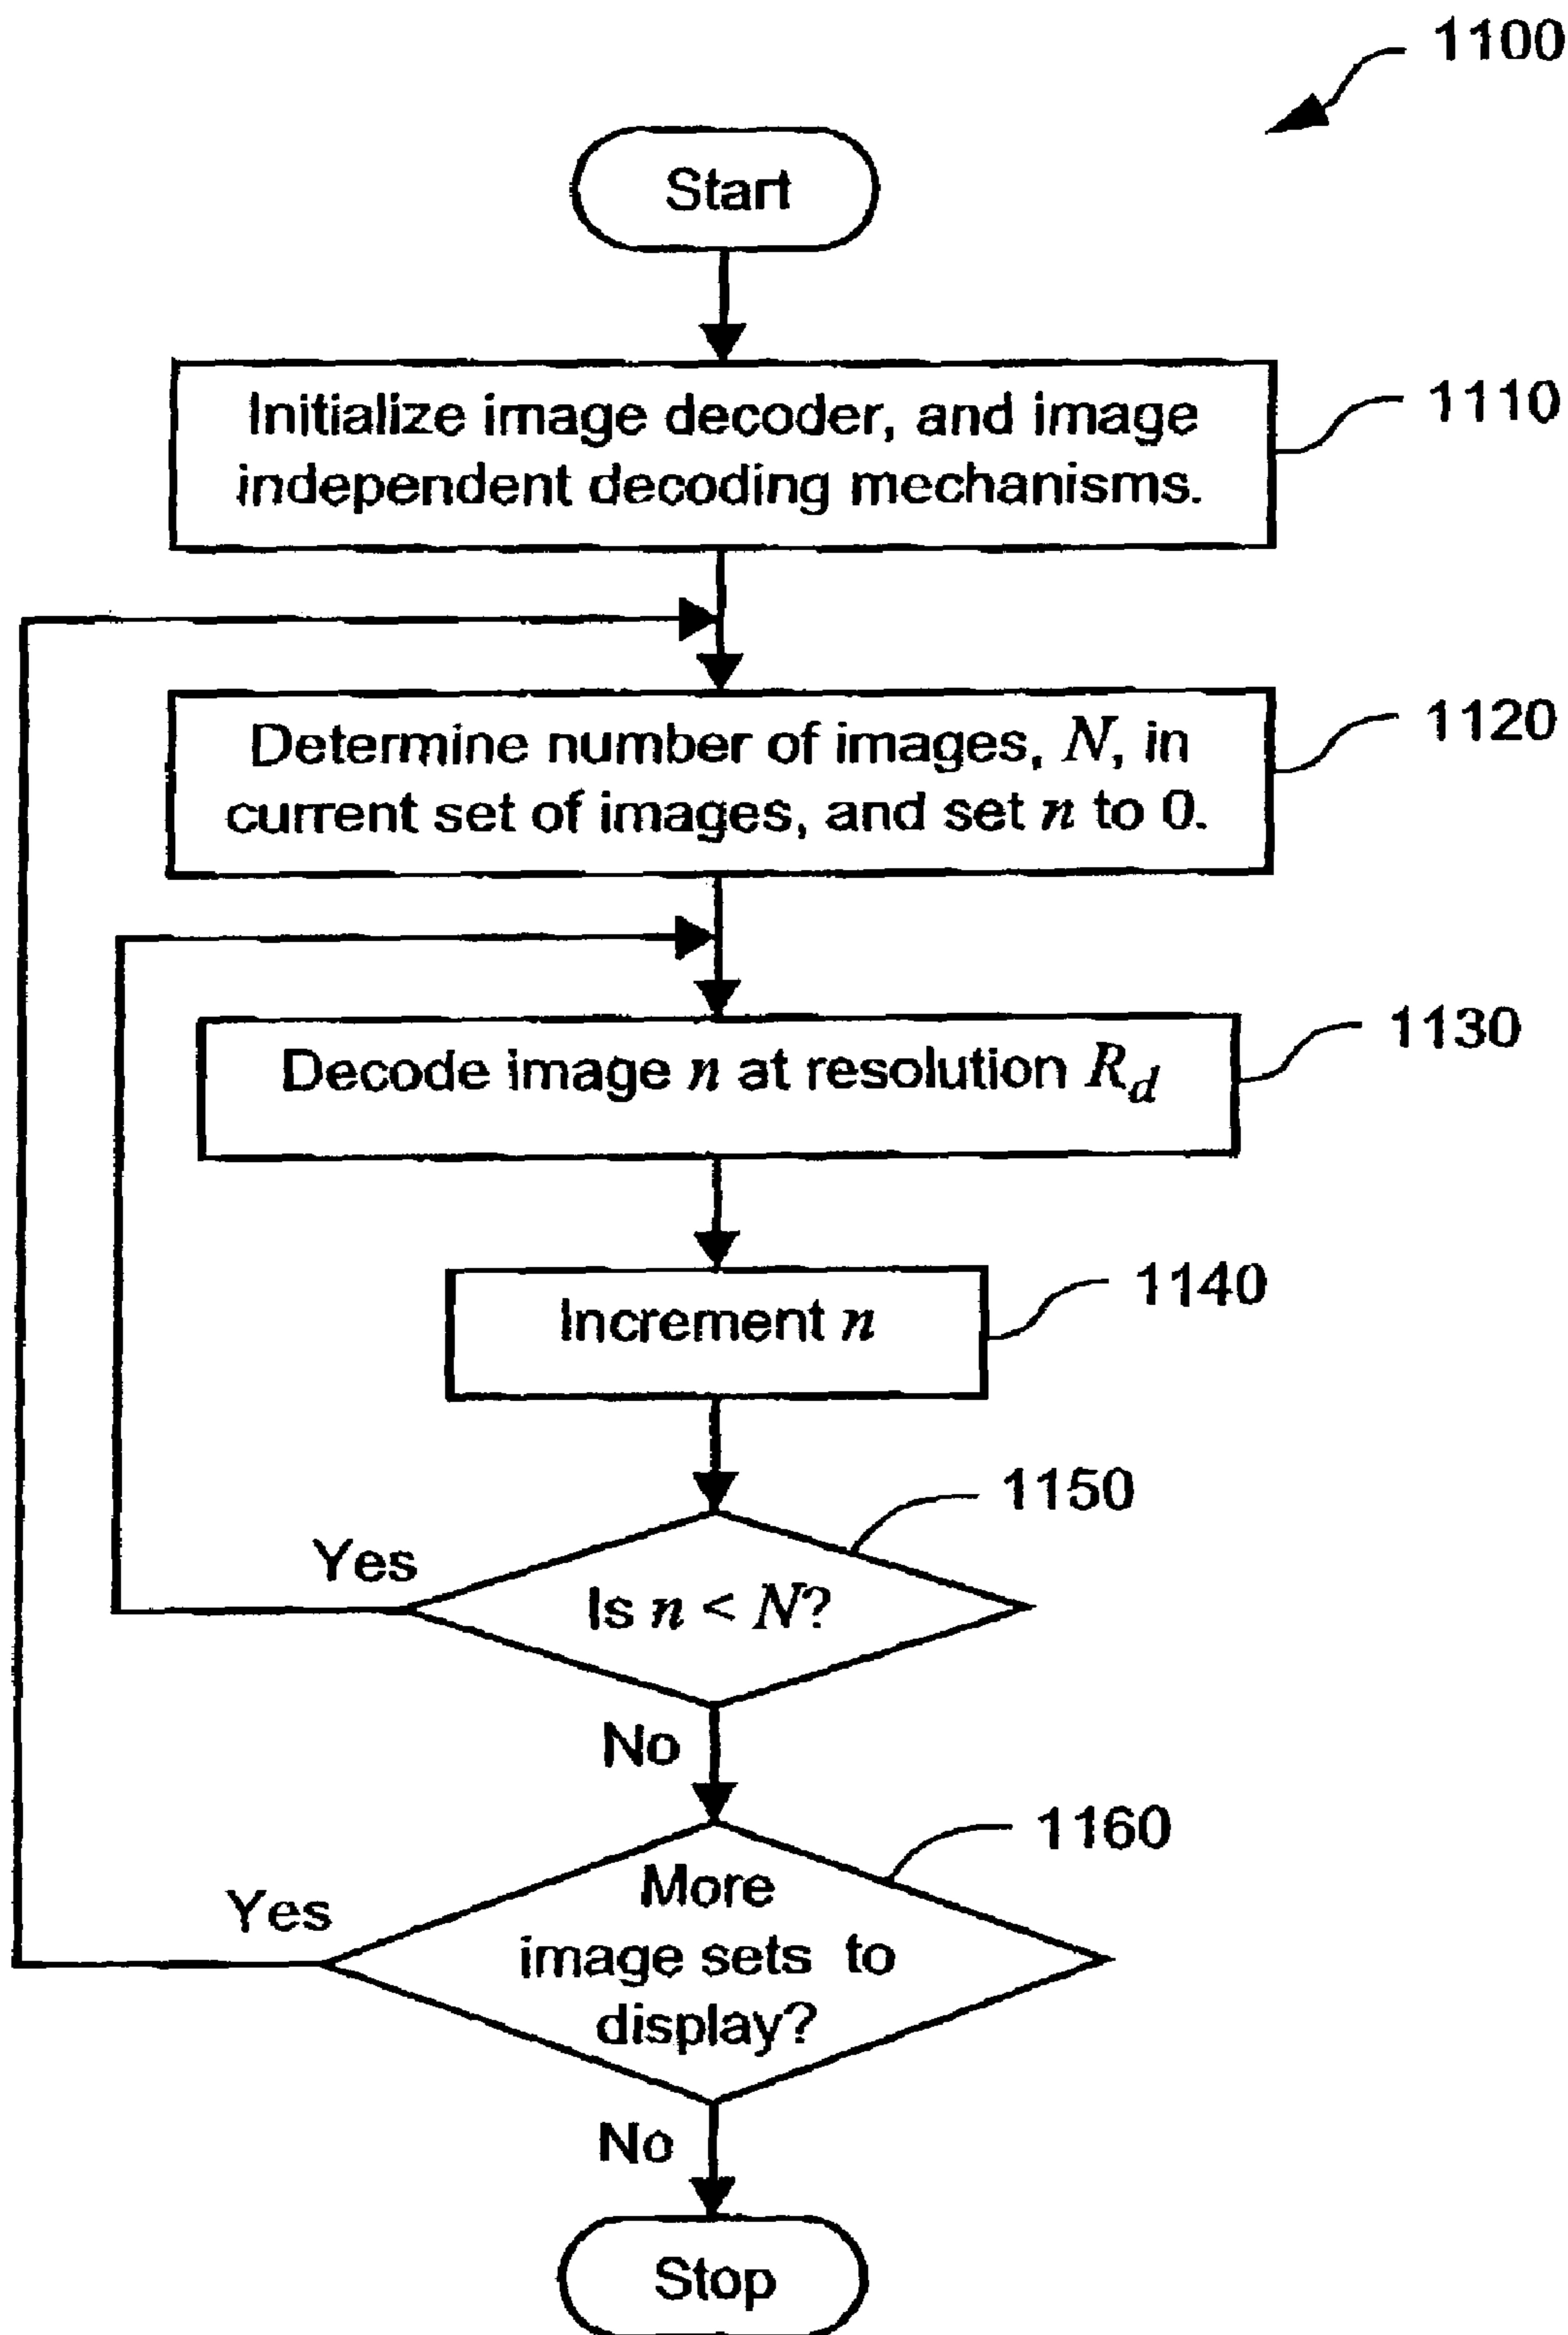 1100
Start
Initialize image decoder, and image
independent decoding mechanisms.
1110
Determine number of images, N, in
current set of images, and set n to 0.
1120
Decode image n at resolution R_d
1130
Increment n
1140
1150
Yes
Is n < N?
No
1160
Yes
More
image sets to
display?
No
Stop